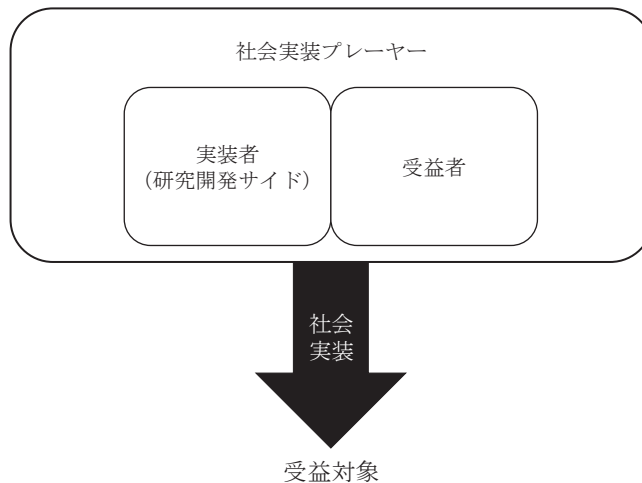 社会実装プレーヤー
実装者
(研究開発サイド)
受益者
社会
実装
受益対象